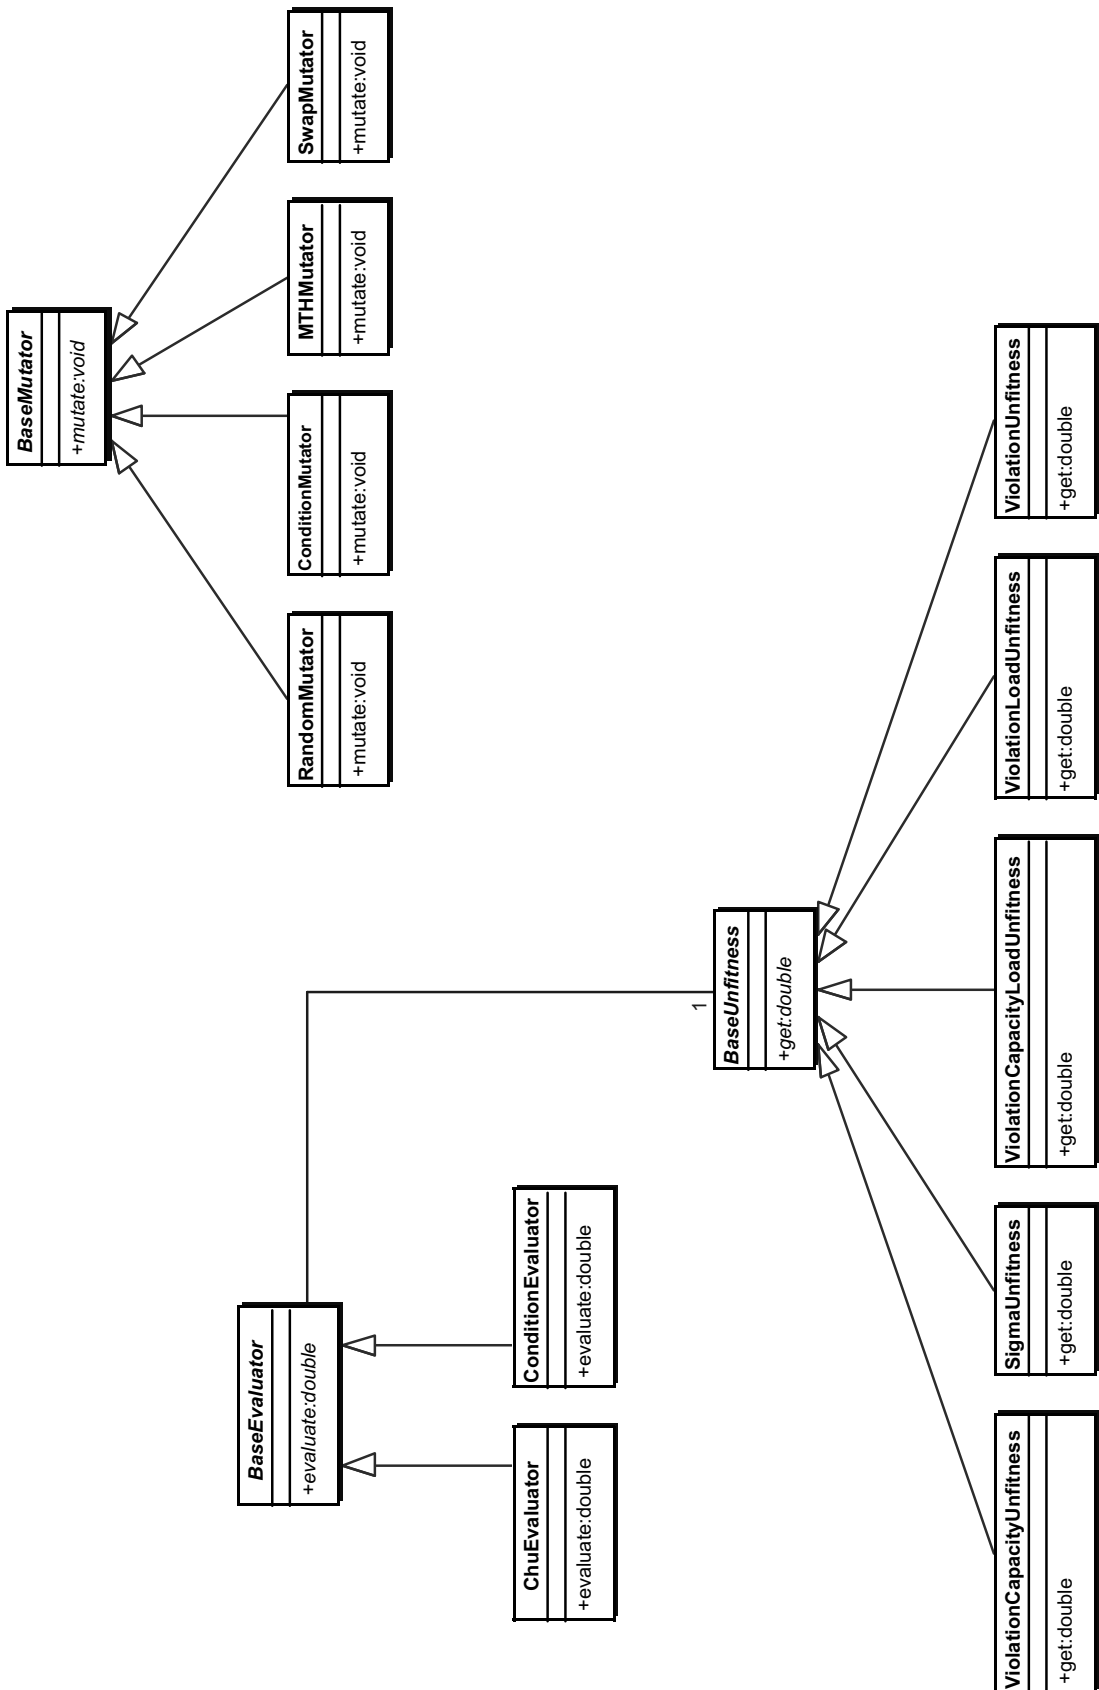 BaseMutator
+mutate:void
RandomMutator
+mutate:void
ConditionMutator
+mutate:void
MTHMutator
+mutate:void
SwapMutator
+mutate:void
BaseEvaluator
+evaluate:double
ChuEvaluator
+evaluate:double
ConditionEvaluator
+evaluate:double
1
BaseUnfitness
+get:double
ViolationCapacityUnfitness
+get:double
SigmaUnfitness
+get:double
ViolationCapacityLoadUnfitness
+get:double
ViolationLoadUnfitness
+get:double
ViolationUnfitness
+get:double